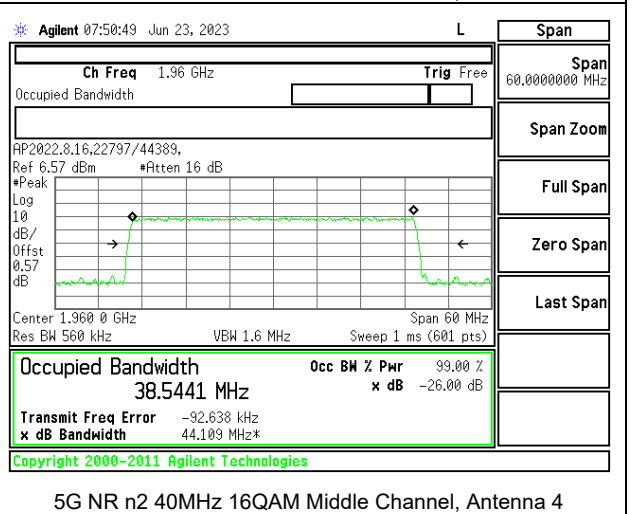 Agilent 07:50:49 Jun 23, 2023 L
Span
Ch Freq 1.96 GHz Trig Free
Occupied Bandwidth
Span
60.0000000 MHz
Span Zoom
Full Span
Zero Span
Last Span
AP2022.8.16,22797/44389,
Ref 6.57 dBm #Atten 16 dB
#Peak
Log
10
dB/
Offst
0.57
dB
Center 1.960 0 GHz Span 60 MHz
Res BW 560 kHz VBW 1.6 MHz Sweep 1 ms (601 pts)
Occupied Bandwidth Occ BW % Pwr 99.00 %
38.5441 MHz x dB -26.00 dB
Transmit Freq Error -92.638 kHz
x dB Bandwidth 44.109 MHz*
Copyright 2000-2011 Agilent Technologies
5G NR n2 40MHz 16QAM Middle Channel, Antenna 4